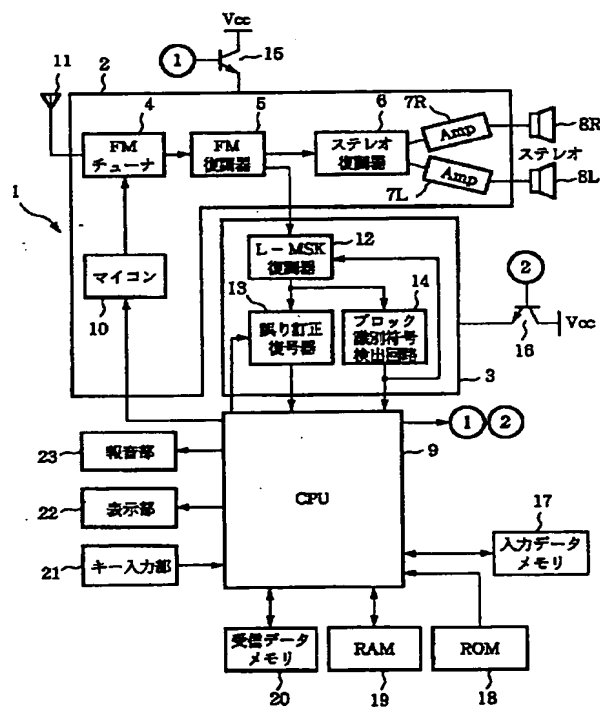 Vcc
1
15
11
2
4
5
6
7R
FM
チューナ
FM
復調器
ステレオ
復調器
Amp
8R
ステレオ
Amp
7L
8L
1
L-MSK
復調器
12
2
マイコン
10
13
14
誤り訂正
復号器
ブロック
識別符号
検出回路
Vcc
16
3
1
2
9
報音部
23
CPU
表示部
22
17
入力データ
メモリ
キー入力部
21
受信データ
メモリ
RAM
ROM
20
19
18